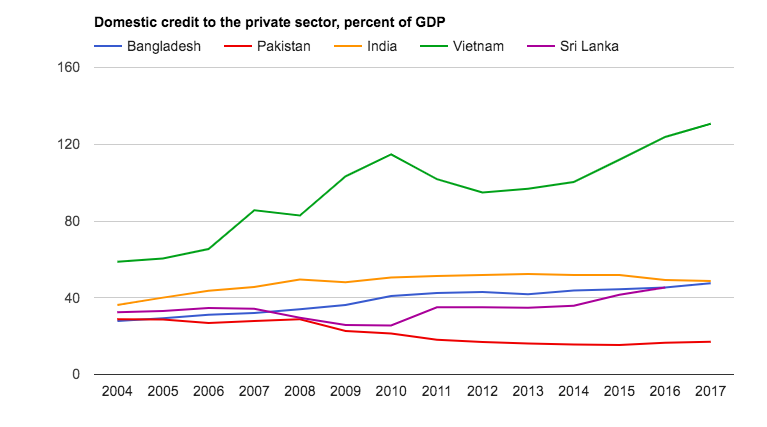 Domestic credit to the private sector, percent of GDP
Bangladesh Pakistan India Vietnam Sri Lanka
160
120
80
40
0
2004 2005 2006 2007 2008 2009 2010 2011 2012 2013 2014 2015 2016 2017